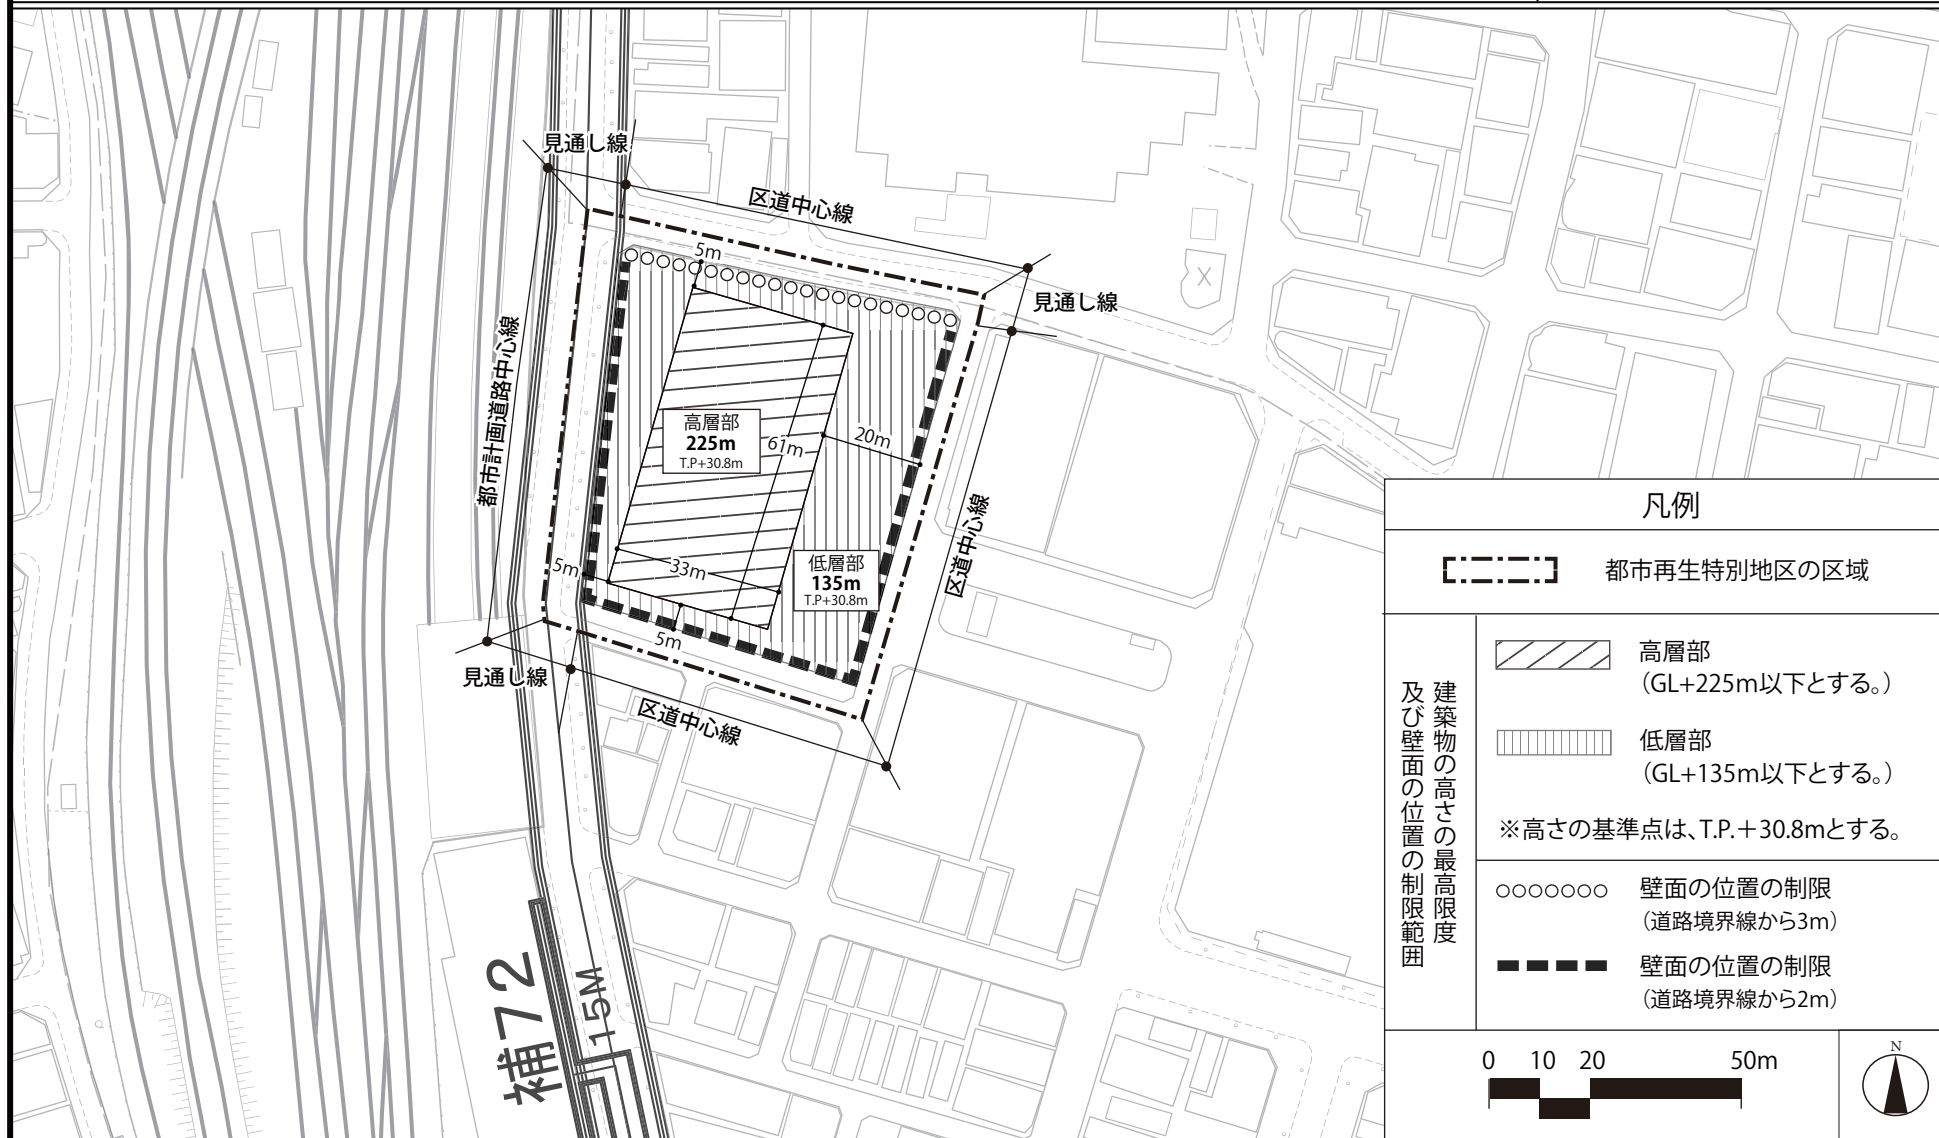 見通し線
区道中心線
5m
見通し線
都市計画道路中心線
高層部
225m
T.P+30.8m
61m
20m
区道中心線
低層部
135m
T.P+30.8m
5m
33m
5m
見通し線
区道中心線
補72
15M
凡例
都市再生特別地区の区域
建築物の高さの最高限度
及び壁面の位置の制限範囲
高層部
（GL+225m以下とする。）
低層部
（GL+135m以下とする。）
※高さの基準点は、T.P.＋30.8mとする。
壁面の位置の制限
（道路境界線から3m）
壁面の位置の制限
（道路境界線から2m）
0 10 20 50m
N